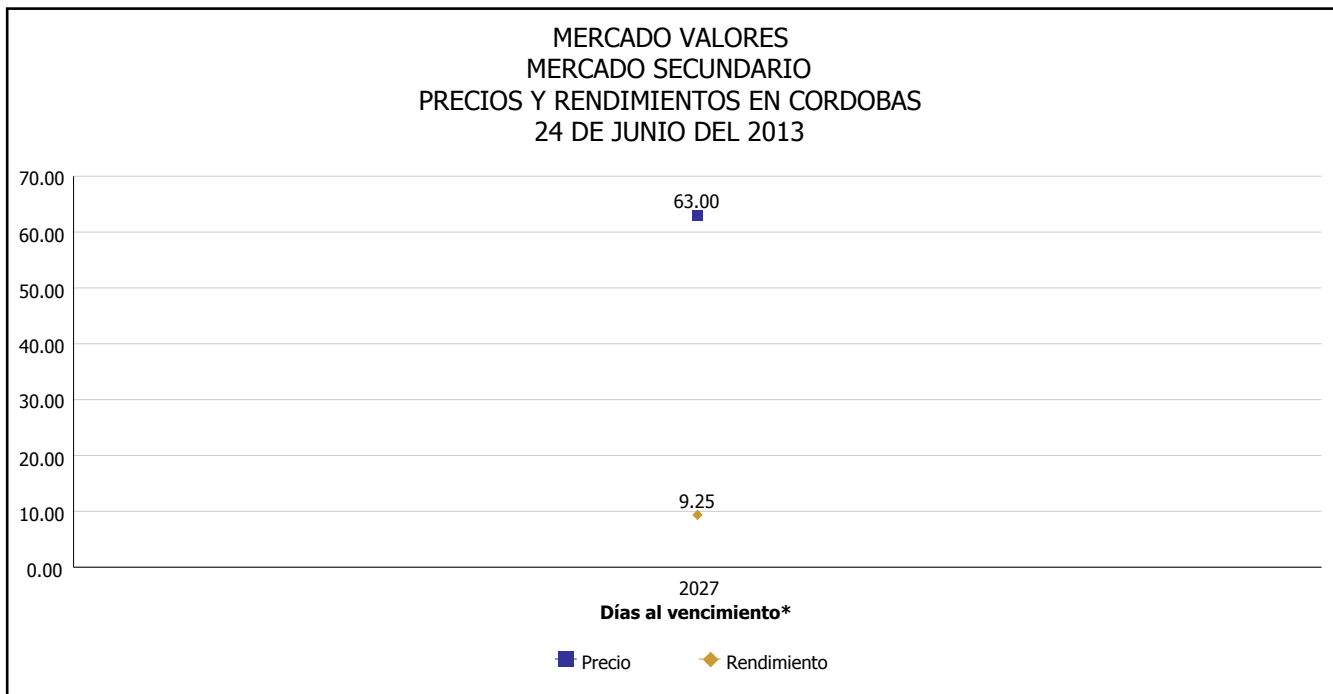 MERCADO VALORES
MERCADO SECUNDARIO
PRECIOS Y RENDIMIENTOS EN CORDOBAS
24 DE JUNIO DEL 2013
70.00
63.00
60.00
50.00
40.00
30.00
20.00
9.25
10.00
0.00
2027
Días al vencimiento*
Precio Rendimiento